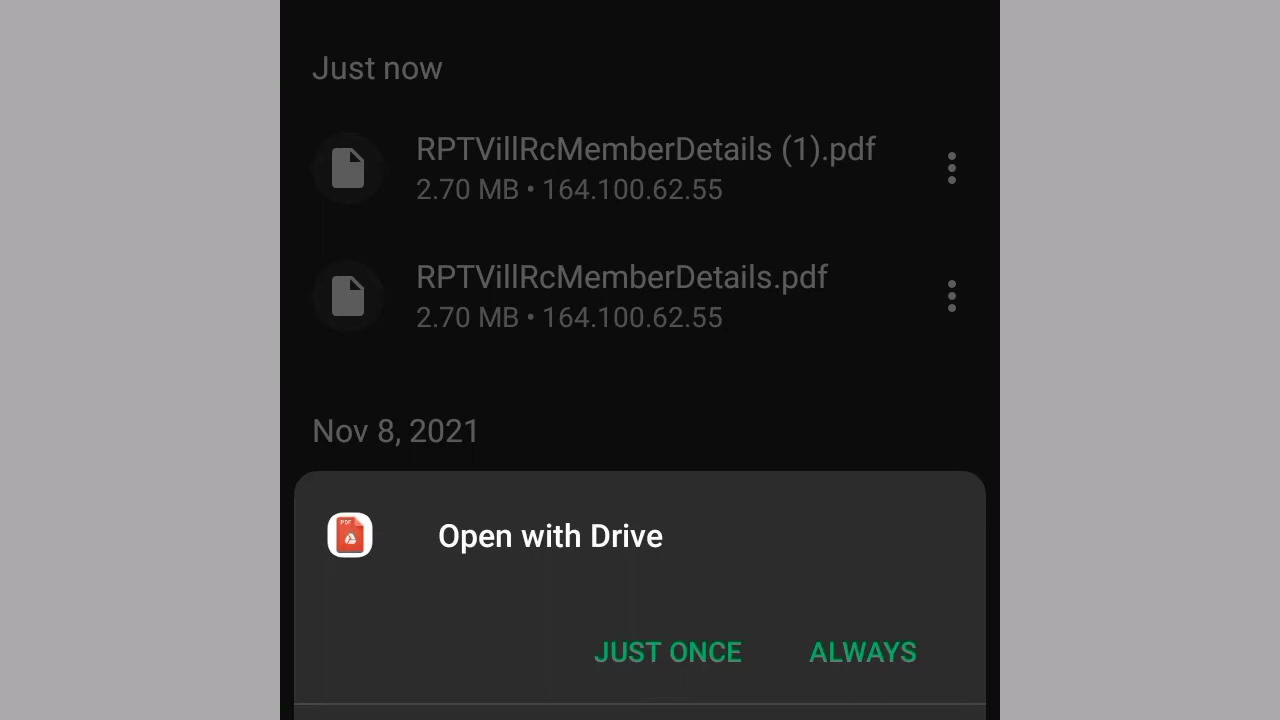 Just now
RPTVillRcMemberDetails (1).pdf
2.70 MB • 164.100.62.55
RPTVillRcMemberDetails.pdf
2.70 MB • 164.100.62.55
Nov 8, 2021
PDF
Open with Drive
JUST ONCE ALWAYS